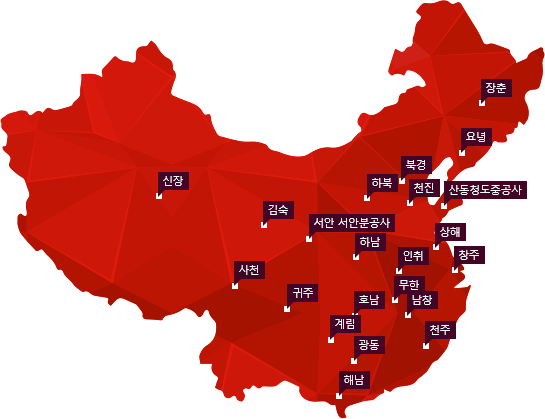 장춘
요녕
북경
하북
신장
천진
산동청도중공사
김숙
서안 서안분공사
상해
하남
창주
인취
사천
무한
귀주
호남
남창
계림
천주
광동
해남